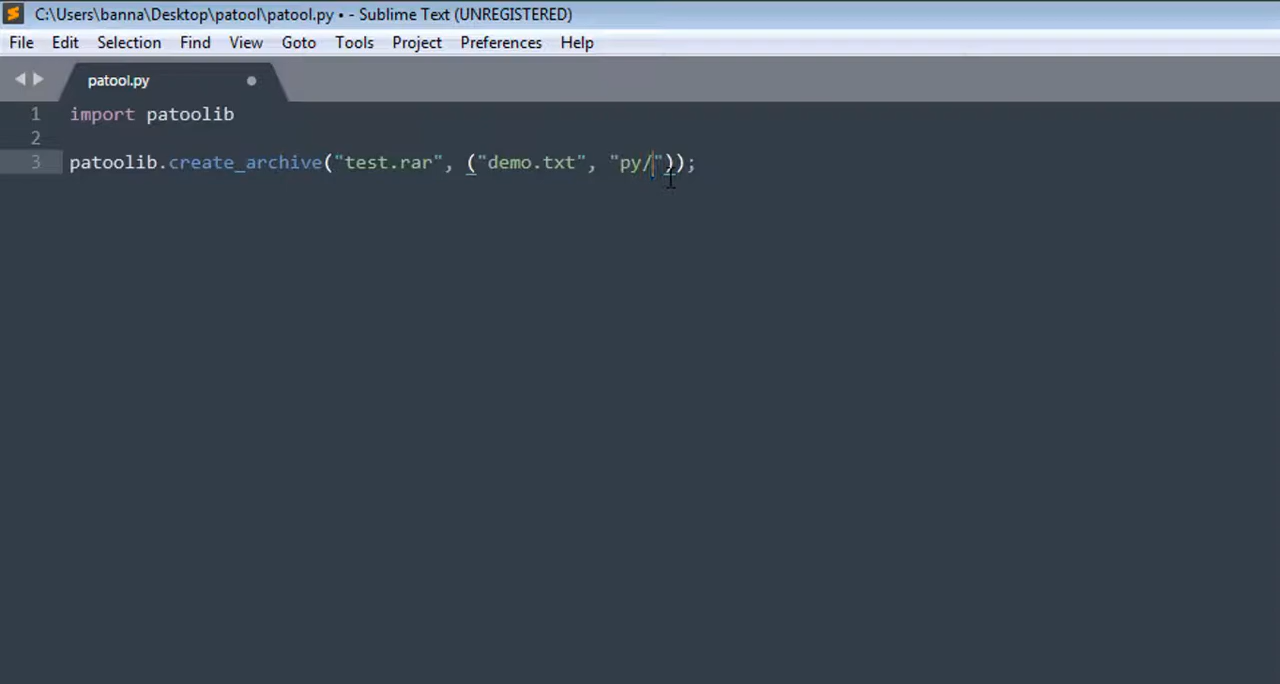 C:\Users\banna\Desktop\patool\patool.py • - Sublime Text (UNREGISTERED)
File Edit Selection Find View Goto Tools Project Preferences Help
patool.py
1 import patoolib
2
3 patoolib.create_archive("test.rar", ("demo.txt", "py/"));